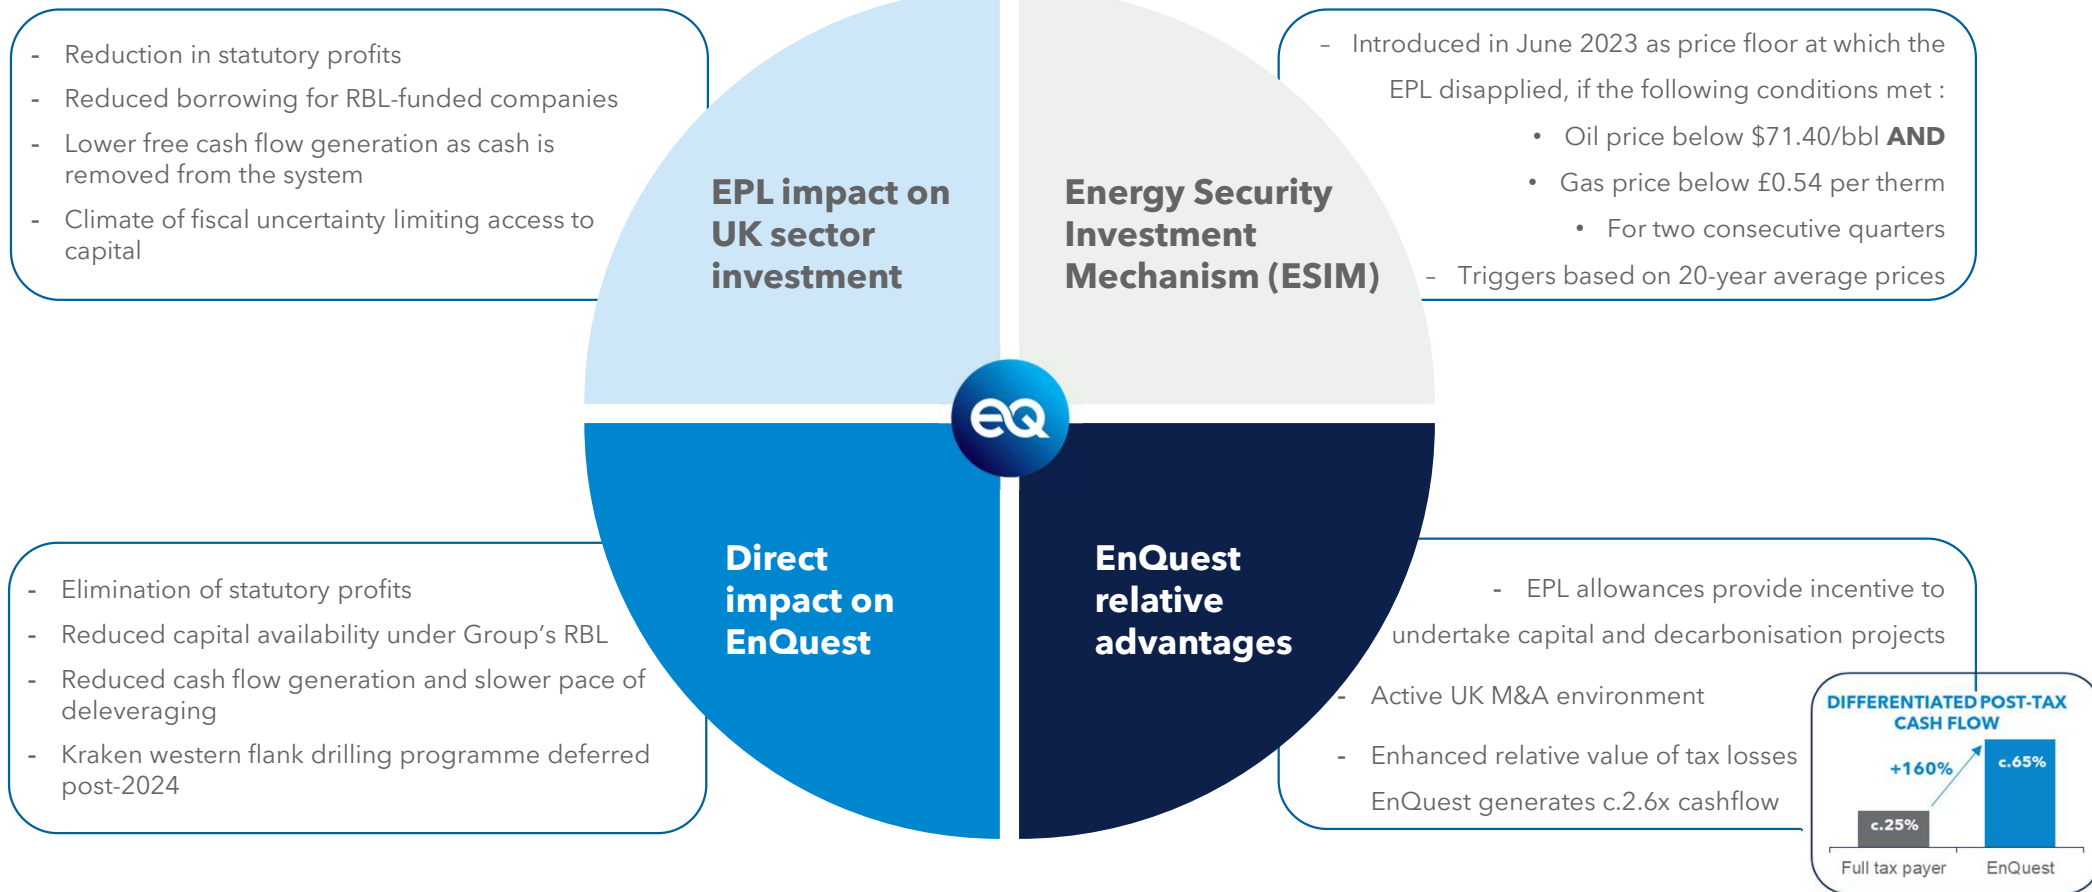 - Reduction in statutory profits
- Reduced borrowing for RBL-funded companies
- Lower free cash flow generation as cash is
removed from the system
- Climate of fiscal uncertainty limiting access to
capital
EPL impact on
UK sector
investment
Energy Security
Investment
Mechanism (ESIM)
– Introduced in June 2023 as price floor at which the
EPL disapplied, if the following conditions met :
• Oil price below $71.40/bbl AND
• Gas price below £0.54 per therm
• For two consecutive quarters
– Triggers based on 20-year average prices
eQ
- Elimination of statutory profits
- Reduced capital availability under Group’s RBL
- Reduced cash flow generation and slower pace of
deleveraging
- Kraken western flank drilling programme deferred
post-2024
Direct
impact on
EnQuest
EnQuest
relative
advantages
- EPL allowances provide incentive to
undertake capital and decarbonisation projects
- Active UK M&A environment
- Enhanced relative value of tax losses
EnQuest generates c.2.6x cashflow
DIFFERENTIATED POST-TAX
CASH FLOW
+160%
c.65%
c.25%
Full tax payer
EnQuest